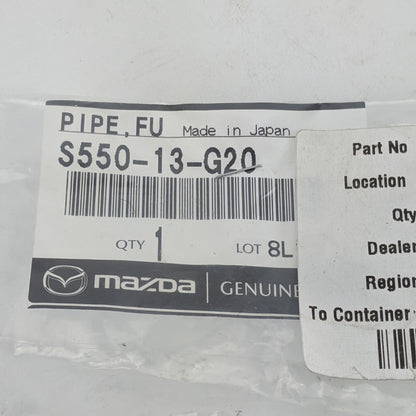 PIPE, FU Made in Japan
S550-13-G20
QTY 1 LOT 8L
mazda GENUINE
Part No
Location
Qty
Dealer
Region
To Container